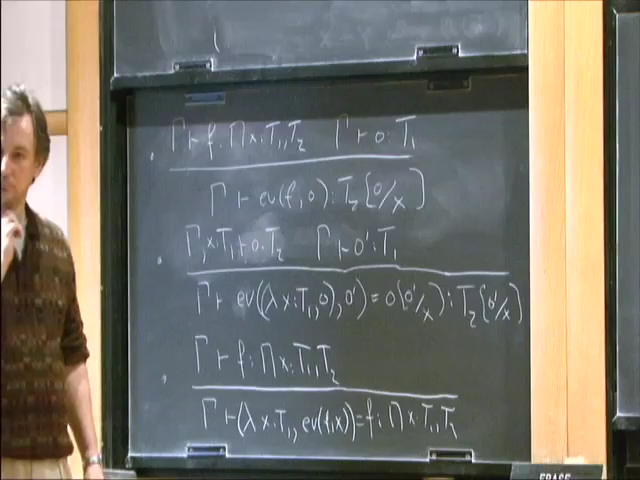 Γ ⊢ f : Πx:T₁, T₂   Γ ⊢ o : T₁
Γ ⊢ ev(f, o) : T₂[o/x]
Γ, x:T₁ ⊢ o : T₂   Γ ⊢ o' : T₁
Γ ⊢ ev((λx:T₁, o), o') = o[o'/x] : T₂[o'/x]
Γ ⊢ f : Πx:T₁, T₂
Γ ⊢ (λx:T₁, ev(f, x)) = f : Πx:T₁, T₂
ERASE